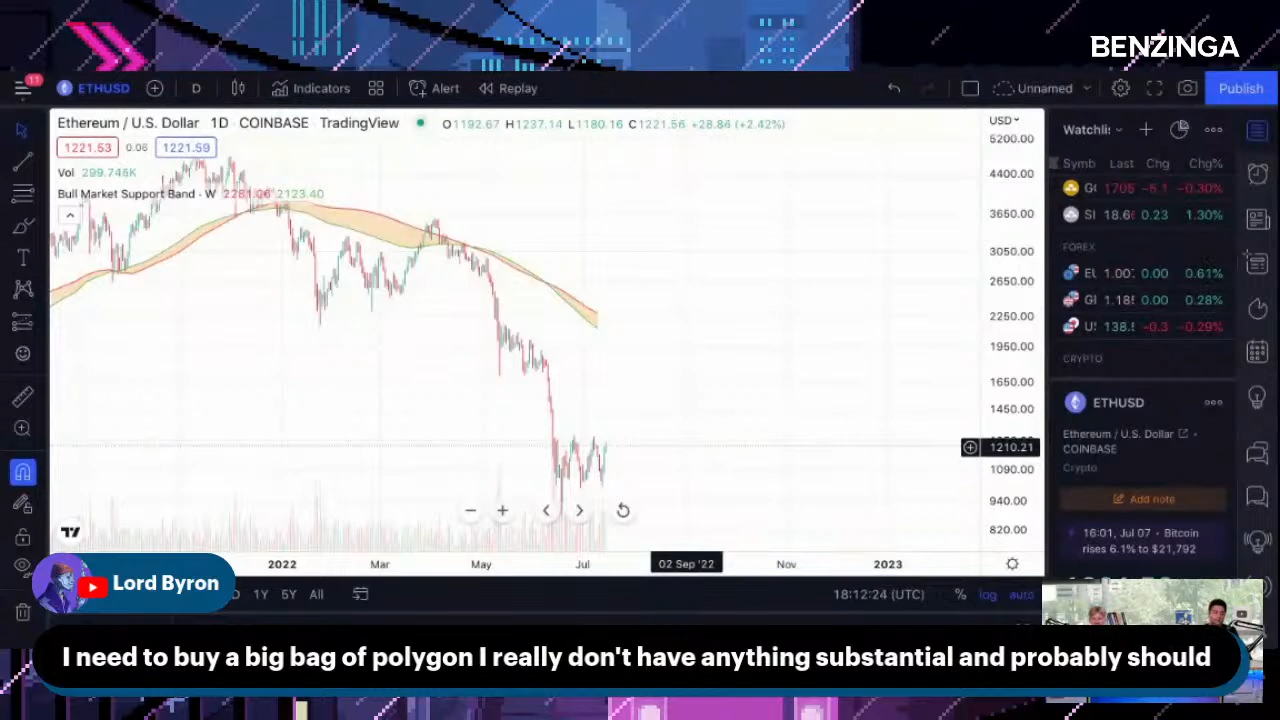 BENZINGA
11
ETHUSD
D
Indicators
Alert
Replay
Unnamed
Publish
Ethereum / U.S. Dollar · 1D · COINBASE · TradingView
O1192.67 H1237.14 L1180.16 C1221.56 +28.84 (+2.42%)
1221.53 0.06 1221.59
Vol 299.746K
Bull Market Support Band · W 2281.06 2123.40
USD
5200.00
4400.00
3650.00
3050.00
2650.00
2250.00
1950.00
1650.00
1450.00
1210.21
1090.00
940.00
820.00
2022 Mar May Jul 02 Sep '22 Nov 2023
1Y 5Y All
18:12:24 (UTC)
% log auto
Watchli
Symb Last Chg Chg%
1705 -5.1 -0.30%
SI 18.6 0.23 1.30%
FOREX
EU 1.00 0.00 0.61%
1.18 0.00 0.28%
138. -0.3 -0.29%
CRYPTO
ETHUSD
Ethereum / U.S. Dollar ·
COINBASE
Crypto
Add note
16:01, Jul 07 · Bitcoin
rises 6.1% to $21,792
Lord Byron
I need to buy a big bag of polygon I really don't have anything substantial and probably should